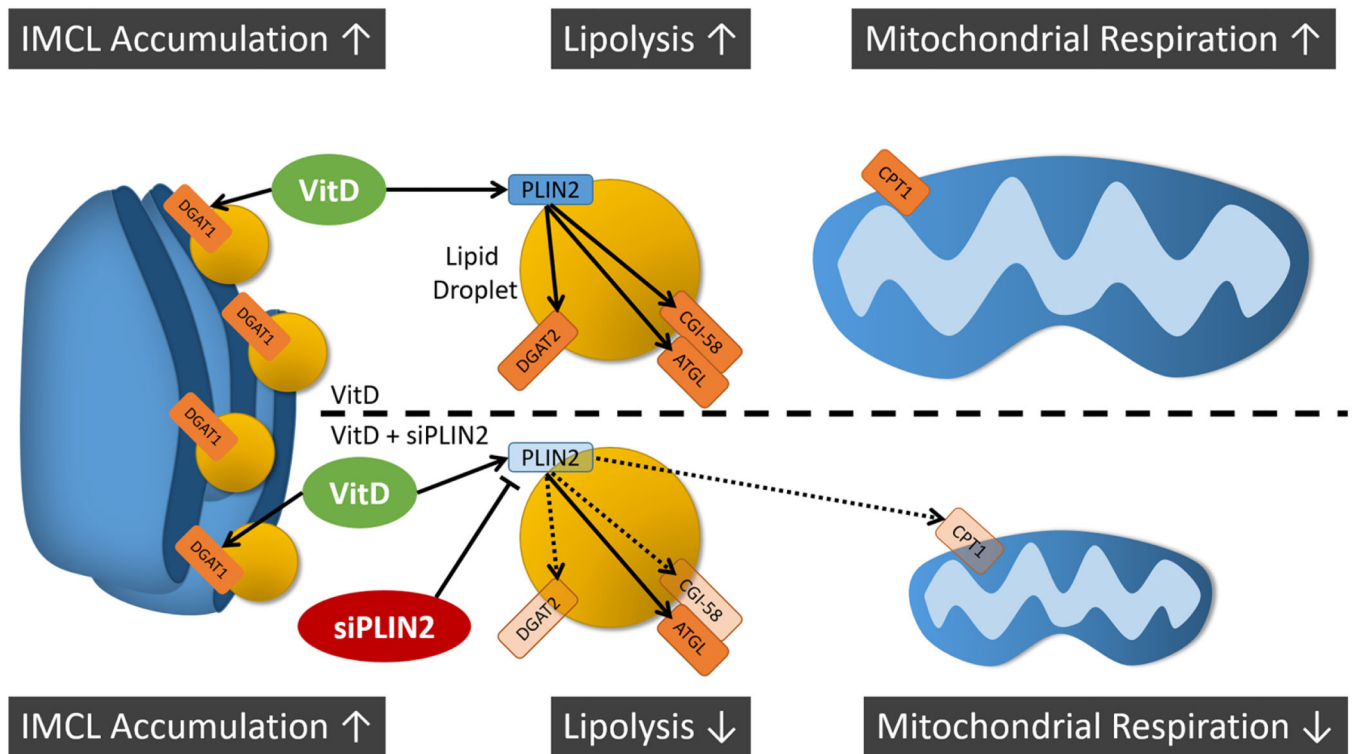 IMCL Accumulation ↑
Lipolysis ↑
Mitochondrial Respiration ↑
VitD
PLIN2
CPT1
DGAT1
Lipid
Droplet
DGAT1
CGI-58
DGAT2
ATGL
VitD
DGAT1
VitD + siPLIN2
PLIN2
VitD
DGAT1
CPT1
siPLIN2
DGAT2
CGI-58
ATGL
IMCL Accumulation ↑
Lipolysis ↓
Mitochondrial Respiration ↓